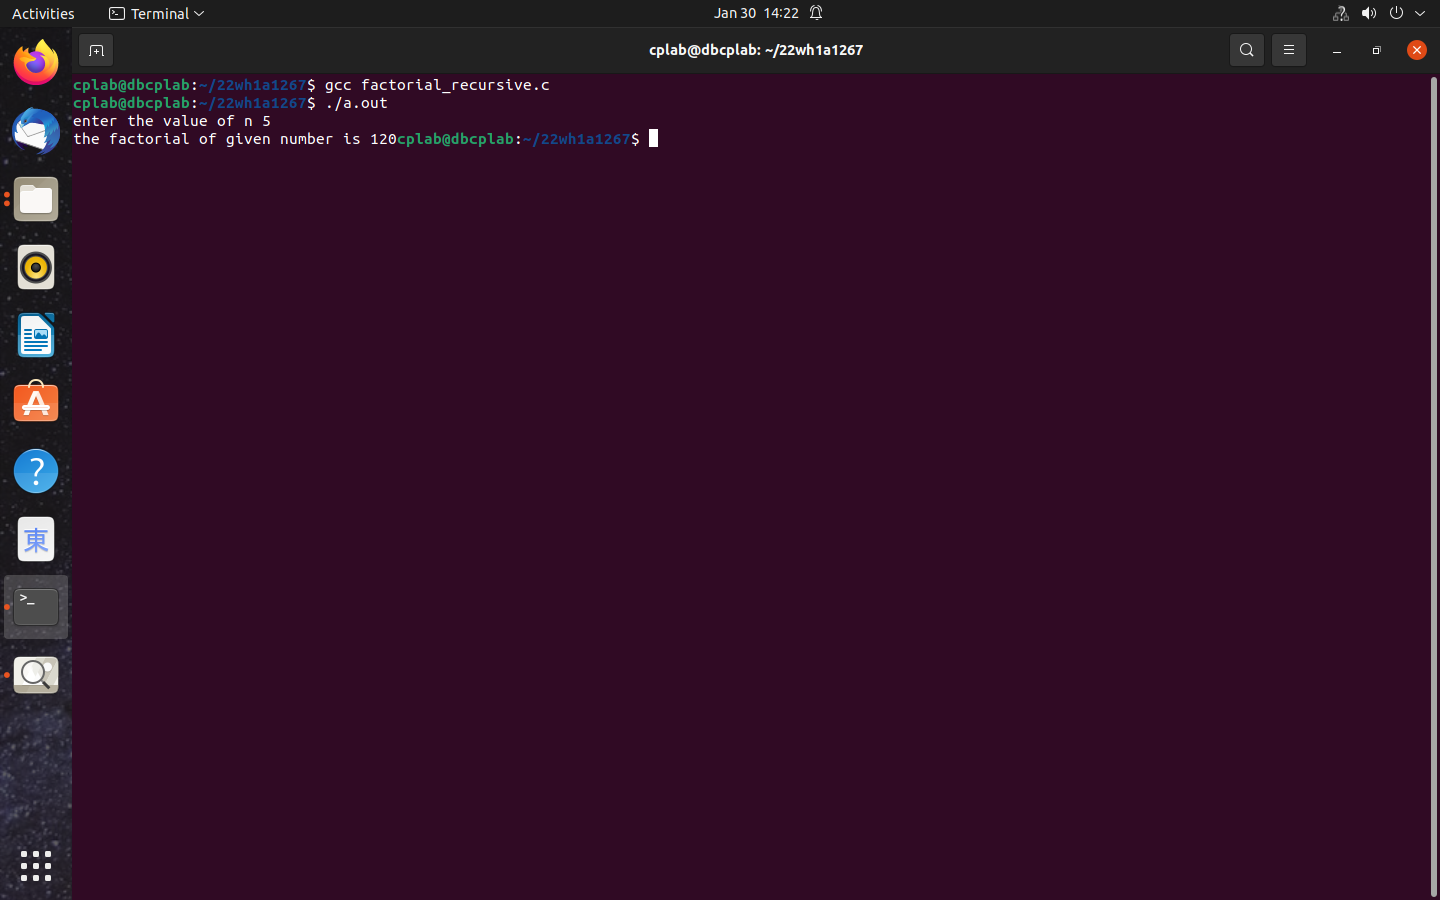 Activities
Terminal
Jan 30 14:22
cplab@dbcplab: ~/22wh1a1267
cplab@dbcplab:~/22wh1a1267$ gcc factorial_recursive.c
cplab@dbcplab:~/22wh1a1267$ ./a.out
enter the value of n 5
the factorial of given number is 120cplab@dbcplab:~/22wh1a1267$
東